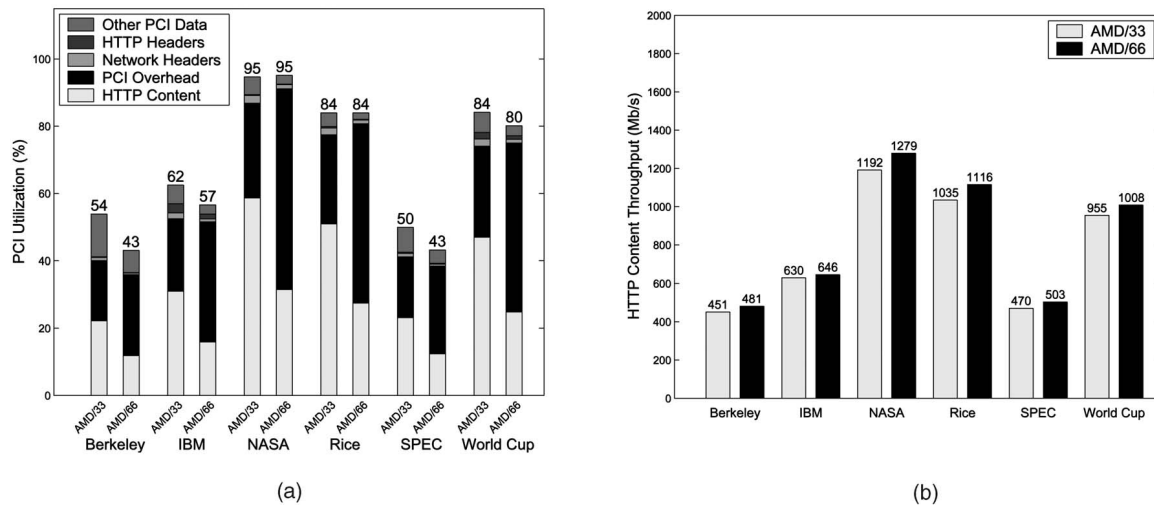 Other PCI Data
HTTP Headers
Network Headers
PCI Overhead
HTTP Content
PCI Utilization (%)
100
80
60
40
20
0
54
43
62
57
95
95
84
84
50
43
84
80
AMD/33
AMD/66
AMD/33
AMD/66
AMD/33
AMD/66
AMD/33
AMD/66
AMD/33
AMD/66
AMD/33
AMD/66
Berkeley
IBM
NASA
Rice
SPEC
World Cup
(a)
AMD/33
AMD/66
HTTP Content Throughput (Mb/s)
2000
1800
1600
1400
1200
1000
800
600
400
200
0
451
481
630
646
1192
1279
1035
1116
470
503
955
1008
Berkeley
IBM
NASA
Rice
SPEC
World Cup
(b)